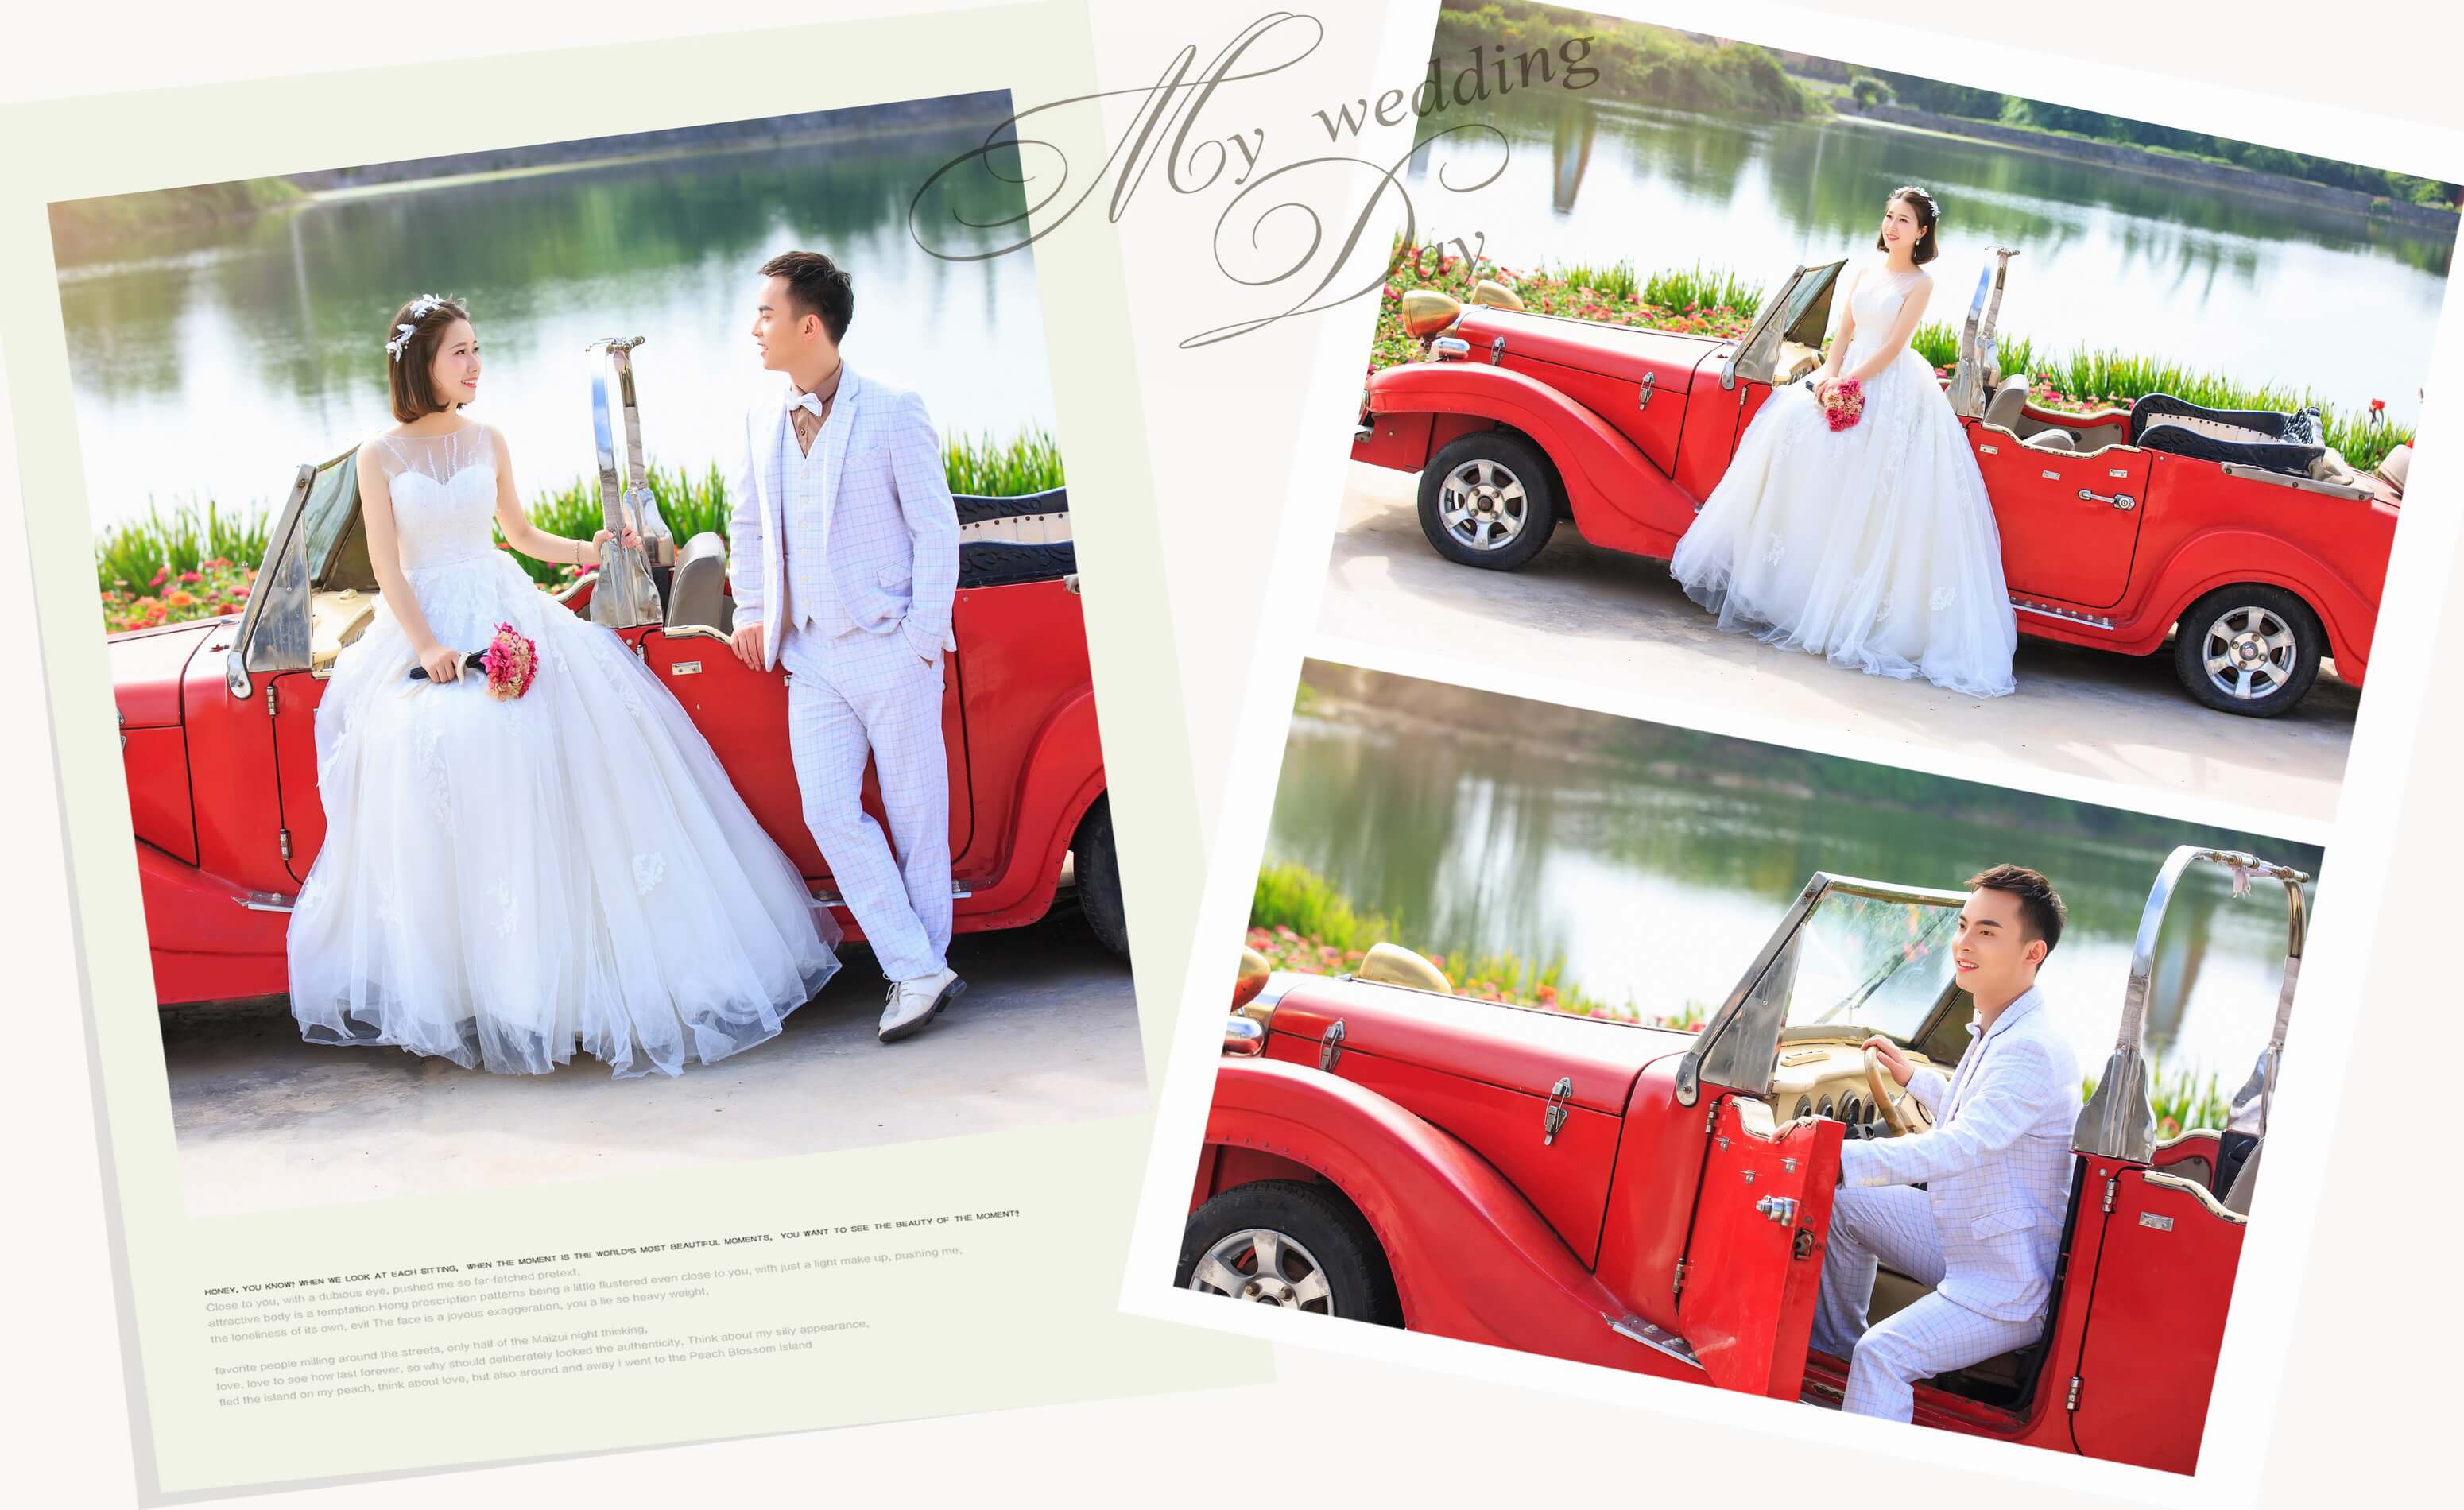 My wedding
Day
HONEY, YOU KNOW? WHEN WE LOOK AT EACH SITTING, WHEN THE MOMENT IS THE WORLD'S MOST BEAUTIFUL MOMENTS, YOU WANT TO SEE THE BEAUTY OF THE MOMENT?
Close to you, with a dubious eye, pushed me so far-fetched pretext,
attractive body is a temptation Hong prescription patterns being a little flustered even close to you, with just a light make up, pushing me,
the loneliness of its own, evil The face is a joyous exaggeration, you a lie so heavy weight,
favorite people milling around the streets, only half of the Maizui night thinking,
love, love to see how last forever, so why should deliberately looked the authenticity, Think about my silly appearance,
fled the island on my peach, think about love, but also around and away I went to the Peach Blossom Island